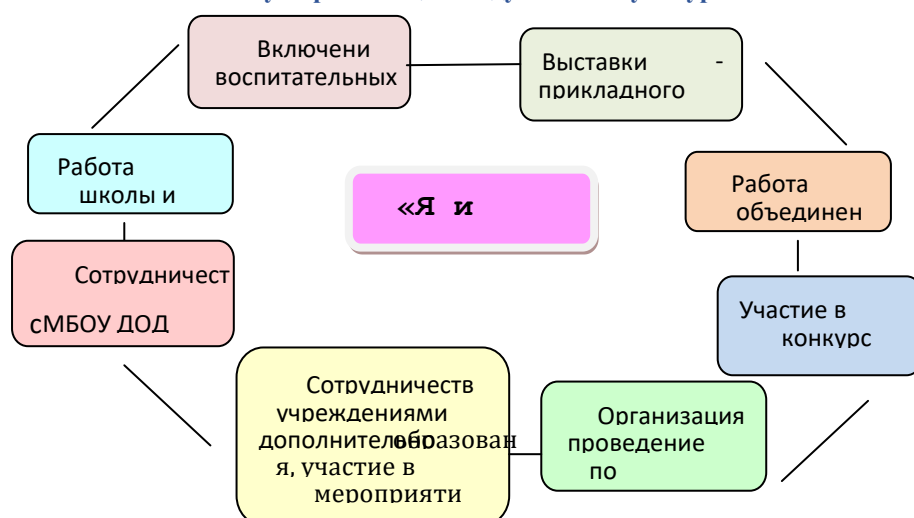 Включени
воспитательных
Выставки -
прикладного
Работа
школы и
«Я и
Работа
объединен
Сотрудничест
сМБОУ ДОД
Участие в
конкурс
Сотрудничеств
учреждениями
дополнительно образован
я, участие в
мероприяти
Организация
проведение
по